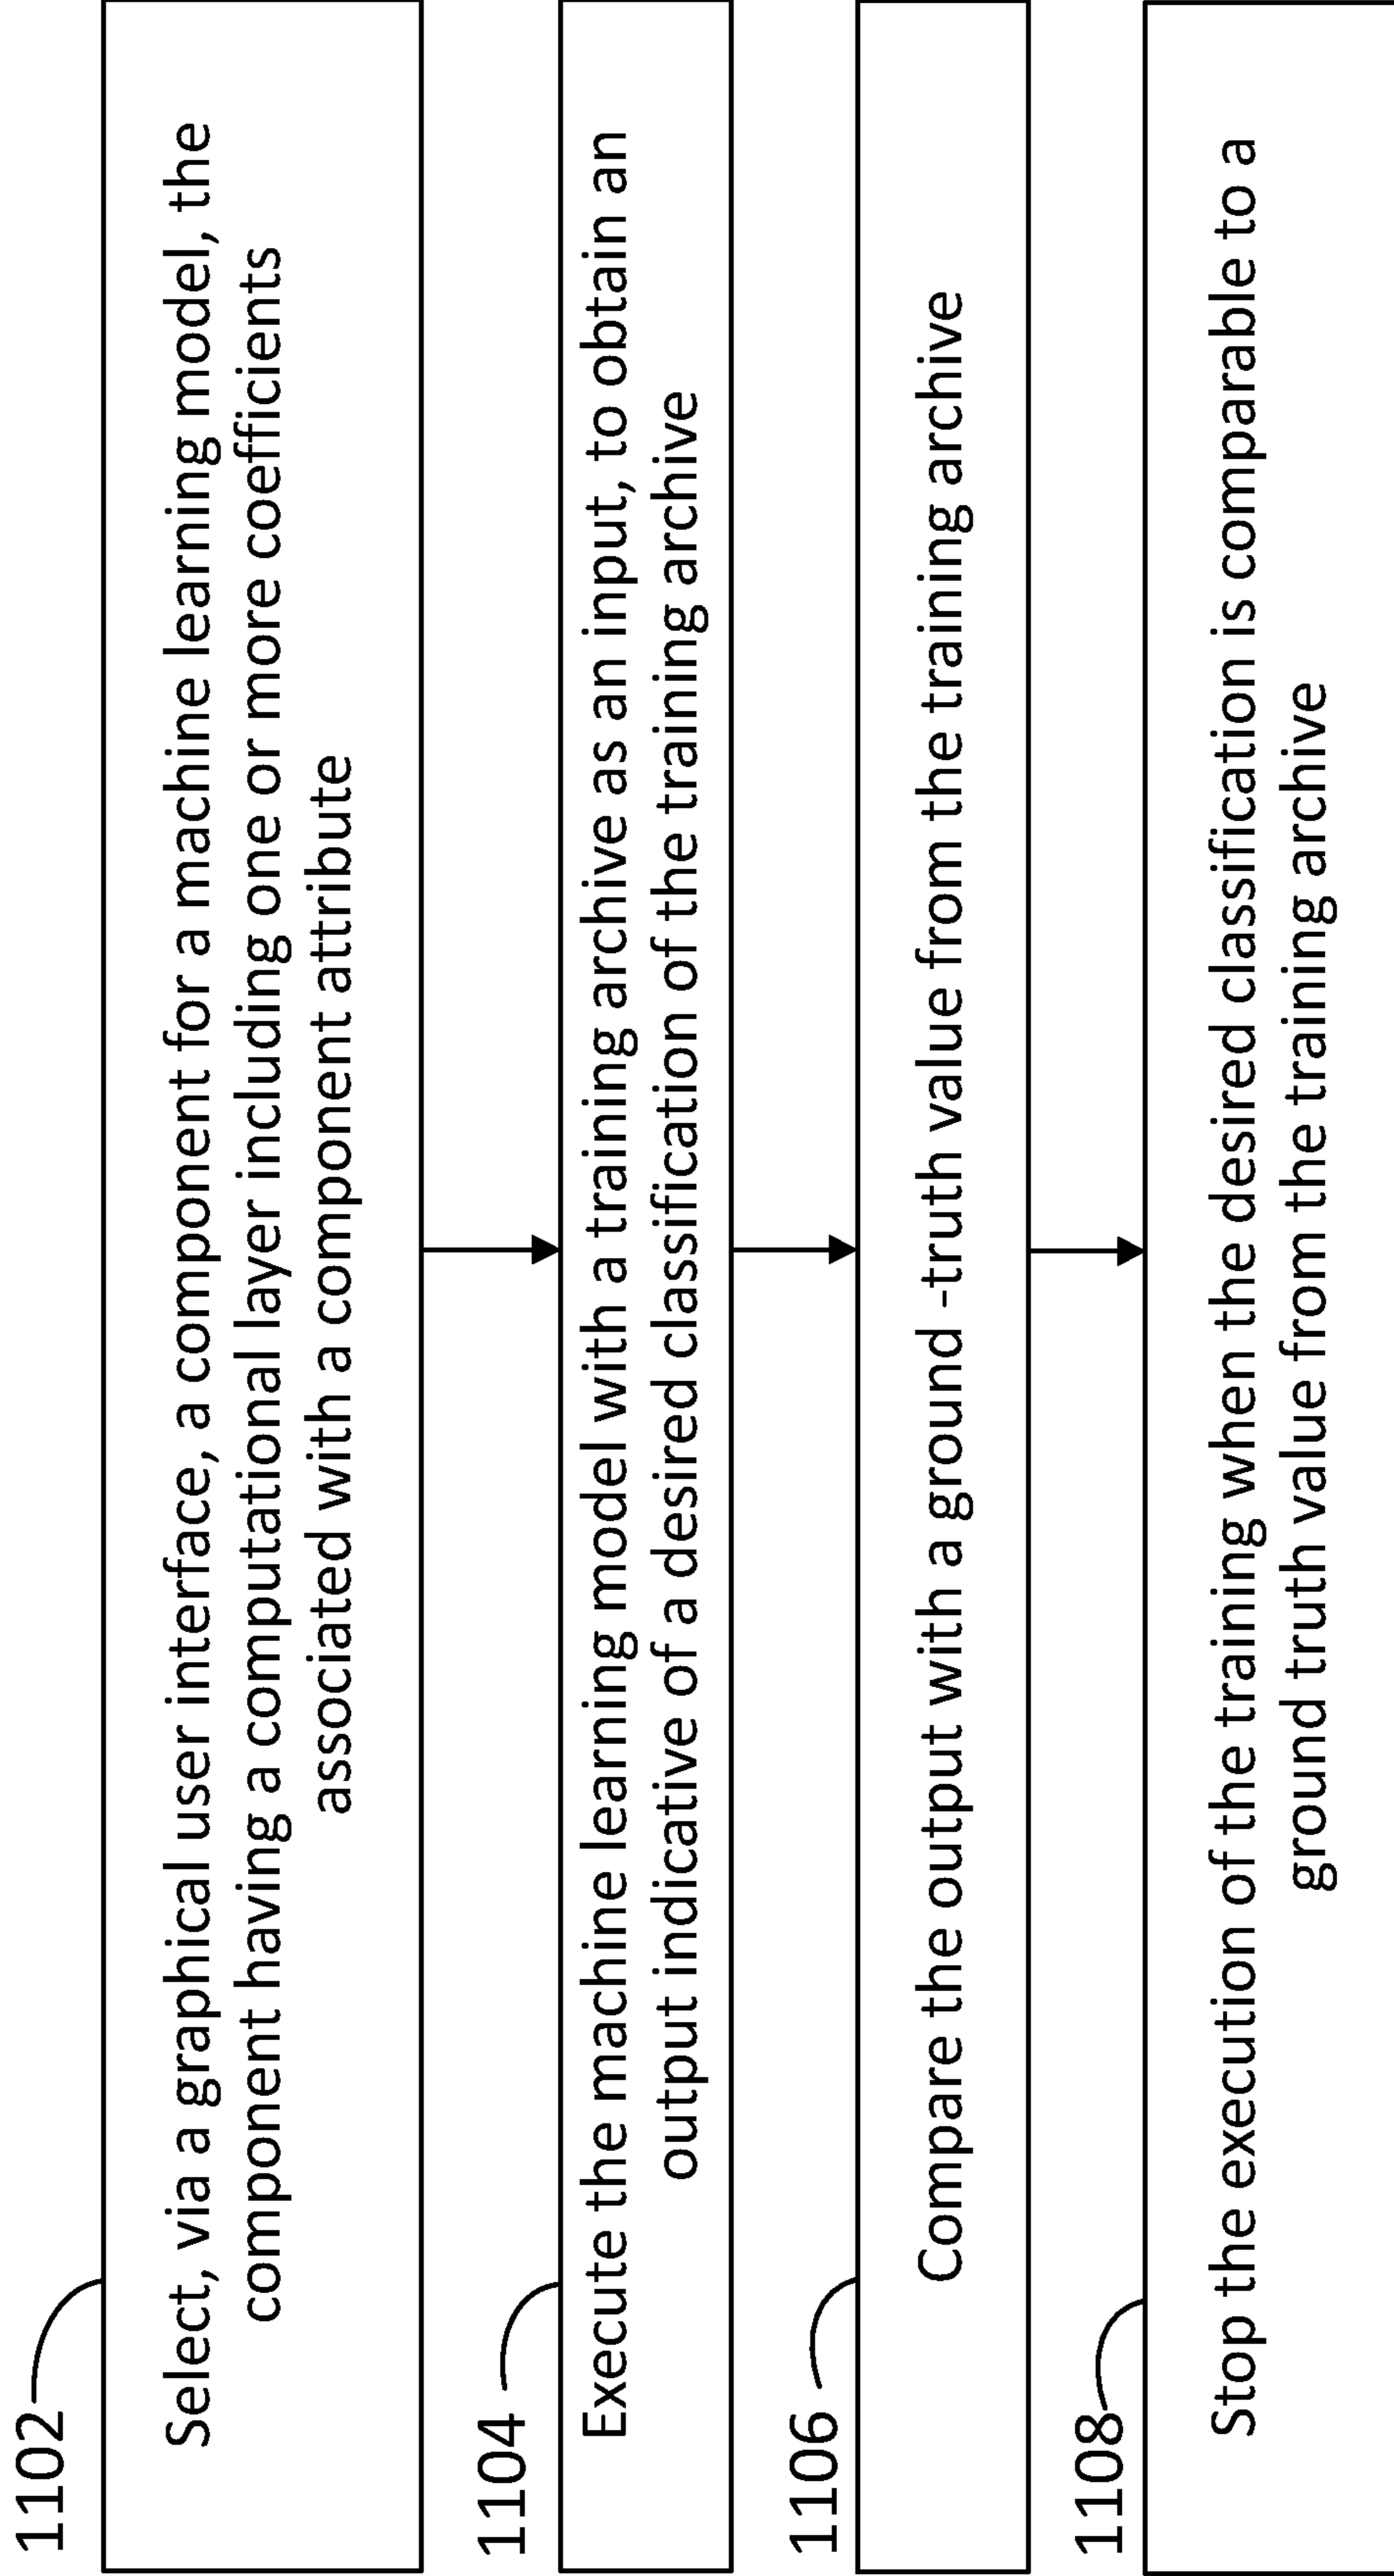 1102
Select, via a graphical user interface, a component for a machine learning model, the
component having a computational layer including one or more coefficients
associated with a component attribute
1104
Execute the machine learning model with a training archive as an input, to obtain an
output indicative of a desired classification of the training archive
1106
Compare the output with a ground -truth value from the training archive
1108
Stop the execution of the training when the desired classification is comparable to a
ground truth value from the training archive